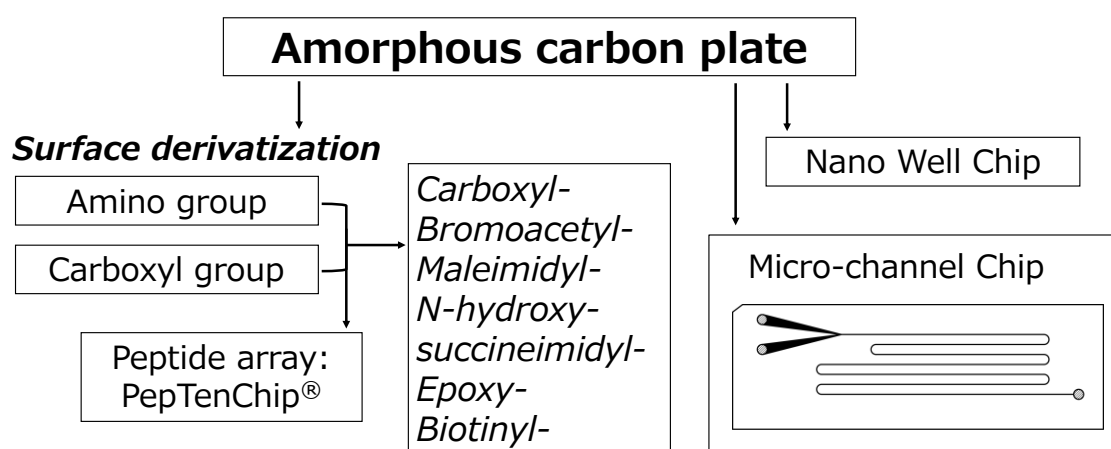 Amorphous carbon plate
Surface derivatization
Amino group
Carboxyl group
Peptide array:
PepTenChip®
Carboxyl-
Bromoacetyl-
Maleimidyl-
N-hydroxy-
succineimidyl-
Epoxy-
Biotinyl-
Nano Well Chip
Micro-channel Chip